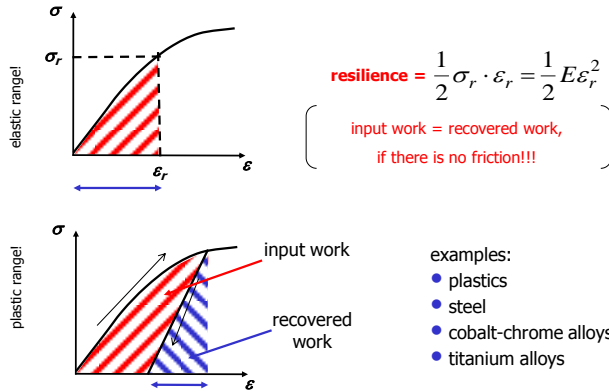 elastic range!
σ
σr
εr
ε
resilience = 1/2 σr · εr = 1/2 Eεr²
input work = recovered work,
if there is no friction!!!
plastic range!
σ
input work
recovered
work
ε
examples:
plastics
steel
cobalt-chrome alloys
titanium alloys